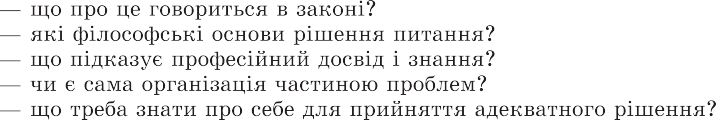 — що про це говориться в законі?
— які філософські основи рішення питання?
— що підказує професійний досвід і знання?
— чи є сама організація частиною проблем?
— що треба знати про себе для прийняття адекватного рішення?